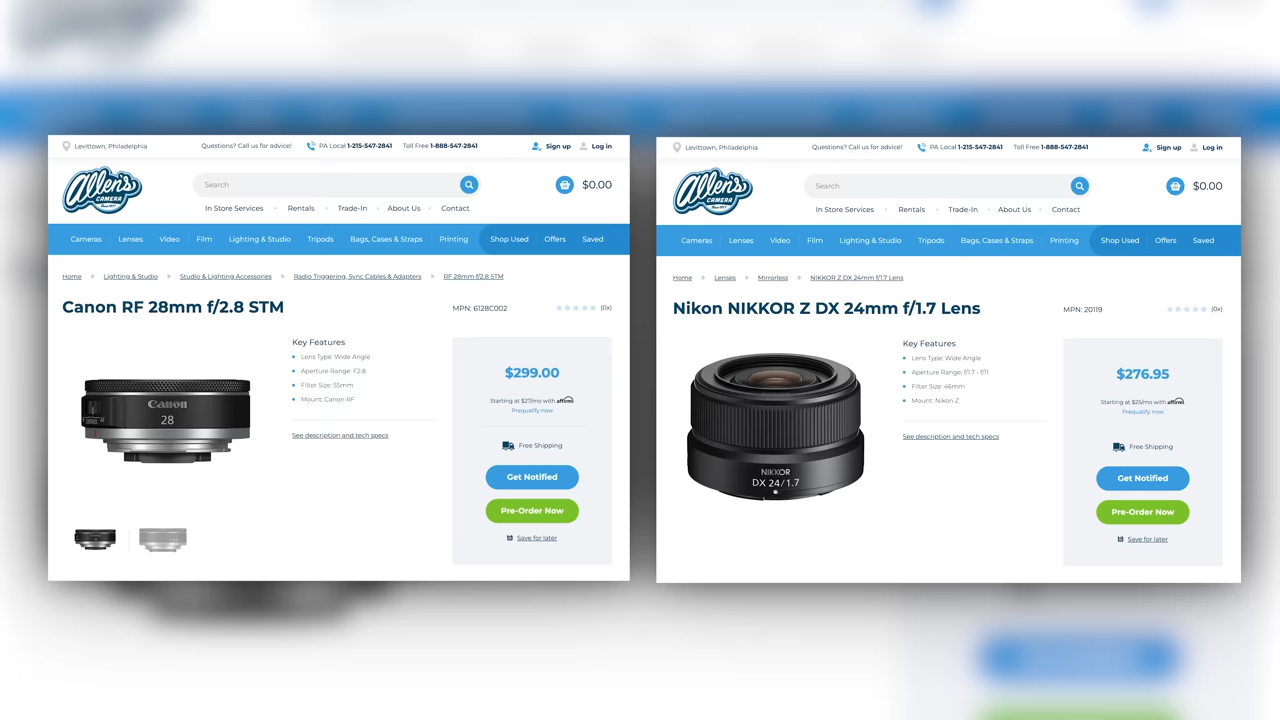 Levittown, Philadelphia
Questions? Call us for advice!
PA Local 1-215-547-2841
Toll Free 1-888-547-2841
Sign up
Log in
Allen's
CAMERA
Search
$0.00
In Store Services
Rentals
Trade-In
About Us
Contact
Cameras
Lenses
Video
Film
Lighting & Studio
Tripods
Bags, Cases & Straps
Printing
Shop Used
Offers
Saved
Home
Lighting & Studio
Studio & Lighting Accessories
Radio Triggering, Sync Cables & Adapters
RF 28mm f/2.8 STM
Canon RF 28mm f/2.8 STM
MPN: 6128C002
(0x)
Canon
28
Key Features
Lens Type: Wide Angle
Aperture Range: F2.8
Filter Size: 55mm
Mount: Canon RF
See description and tech specs
$299.00
Starting at $27/mo with affirm.
Prequalify now
Free Shipping
Get Notified
Pre-Order Now
Save for later
Levittown, Philadelphia
Questions? Call us for advice!
PA Local 1-215-547-2841
Toll Free 1-888-547-2841
Sign up
Log in
Allen's
CAMERA
Search
$0.00
In Store Services
Rentals
Trade-In
About Us
Contact
Cameras
Lenses
Video
Film
Lighting & Studio
Tripods
Bags, Cases & Straps
Printing
Shop Used
Offers
Saved
Home
Lenses
Mirrorless
NIKKOR Z DX 24mm f/1.7 Lens
Nikon NIKKOR Z DX 24mm f/1.7 Lens
MPN: 20119
(0x)
NIKKOR
DX 24/1.7
Key Features
Lens Type: Wide Angle
Aperture Range: f/1.7 - f/11
Filter Size: 46mm
Mount: Nikon Z
See description and tech specs
$276.95
Starting at $25/mo with affirm.
Prequalify now
Free Shipping
Get Notified
Pre-Order Now
Save for later